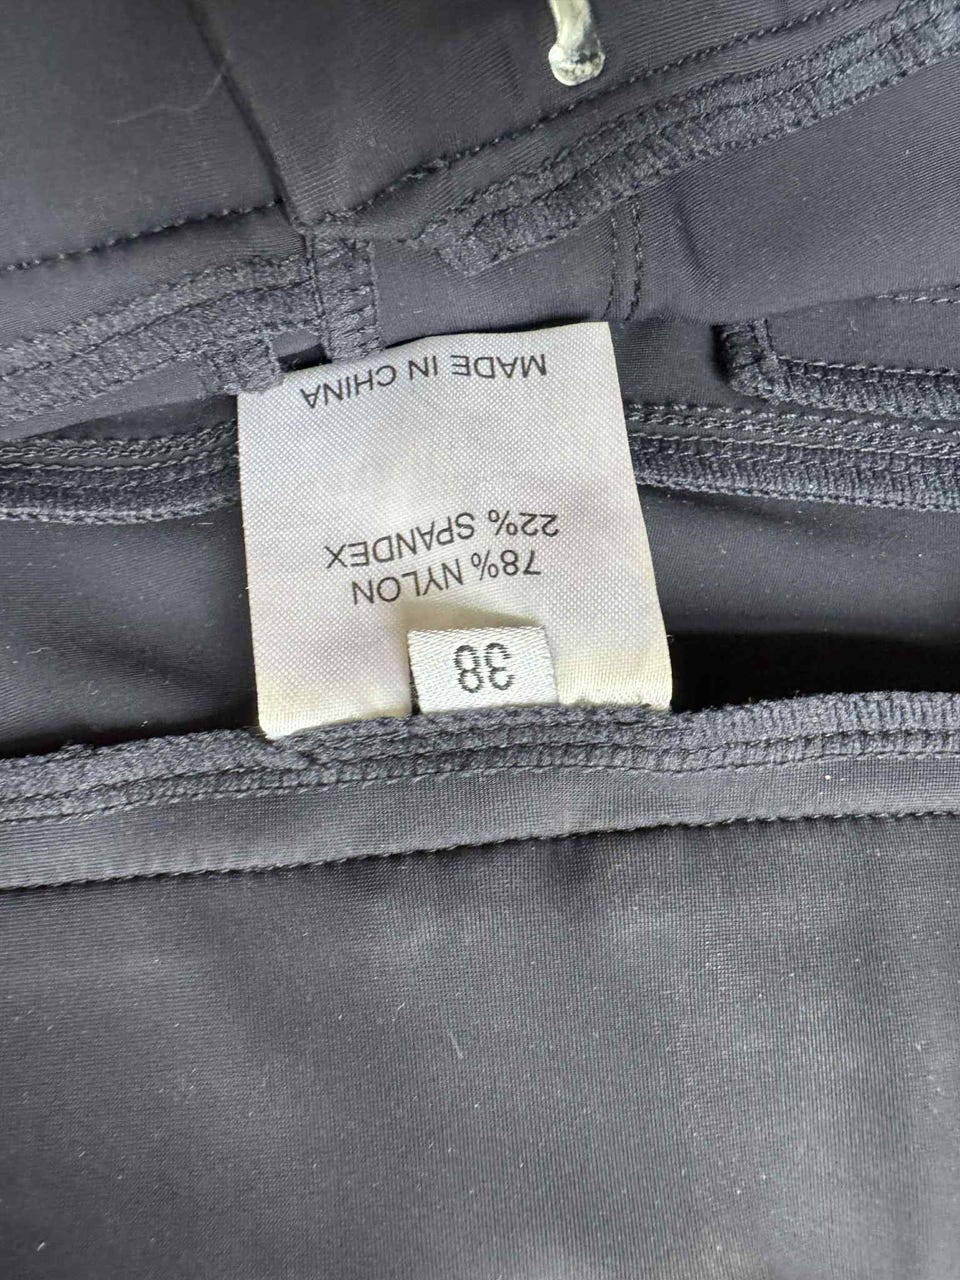 38
78% NYLON
22% SPANDEX
MADE IN CHINA